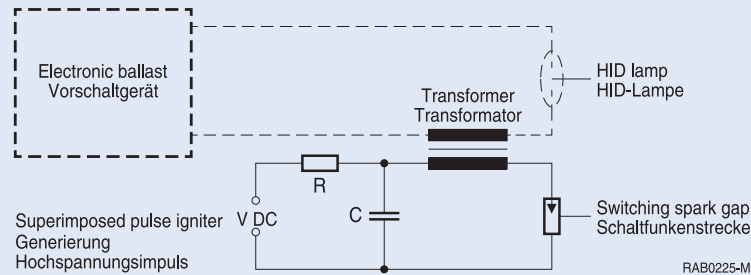 Electronic ballast
Vorschaltgerät
HID lamp
HID-Lampe
Transformer
Transformator
R
V DC
C
Superimposed pulse igniter
Generierung
Hochspannungsimpuls
Switching spark gap
Schaltfunkenstrecke
RAB0225-M